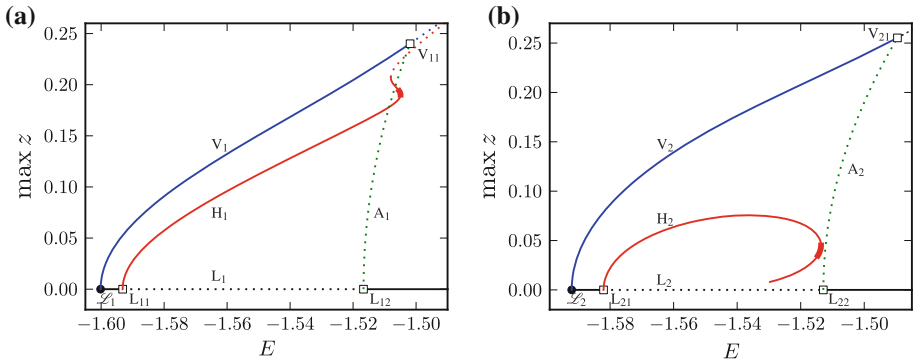 (a)
max z
0.25
0.20
0.15
0.10
0.05
0.00
V₁₁
V₁
H₁
A₁
L₁
ℒ₁
L₁₁
L₁₂
−1.60
−1.58
−1.56
−1.54
−1.52
−1.50
E
(b)
max z
0.25
0.20
0.15
0.10
0.05
0.00
V₂₁
V₂
A₂
H₂
L₂
ℒ₂
L₂₁
L₂₂
−1.58
−1.56
−1.54
−1.52
−1.50
E